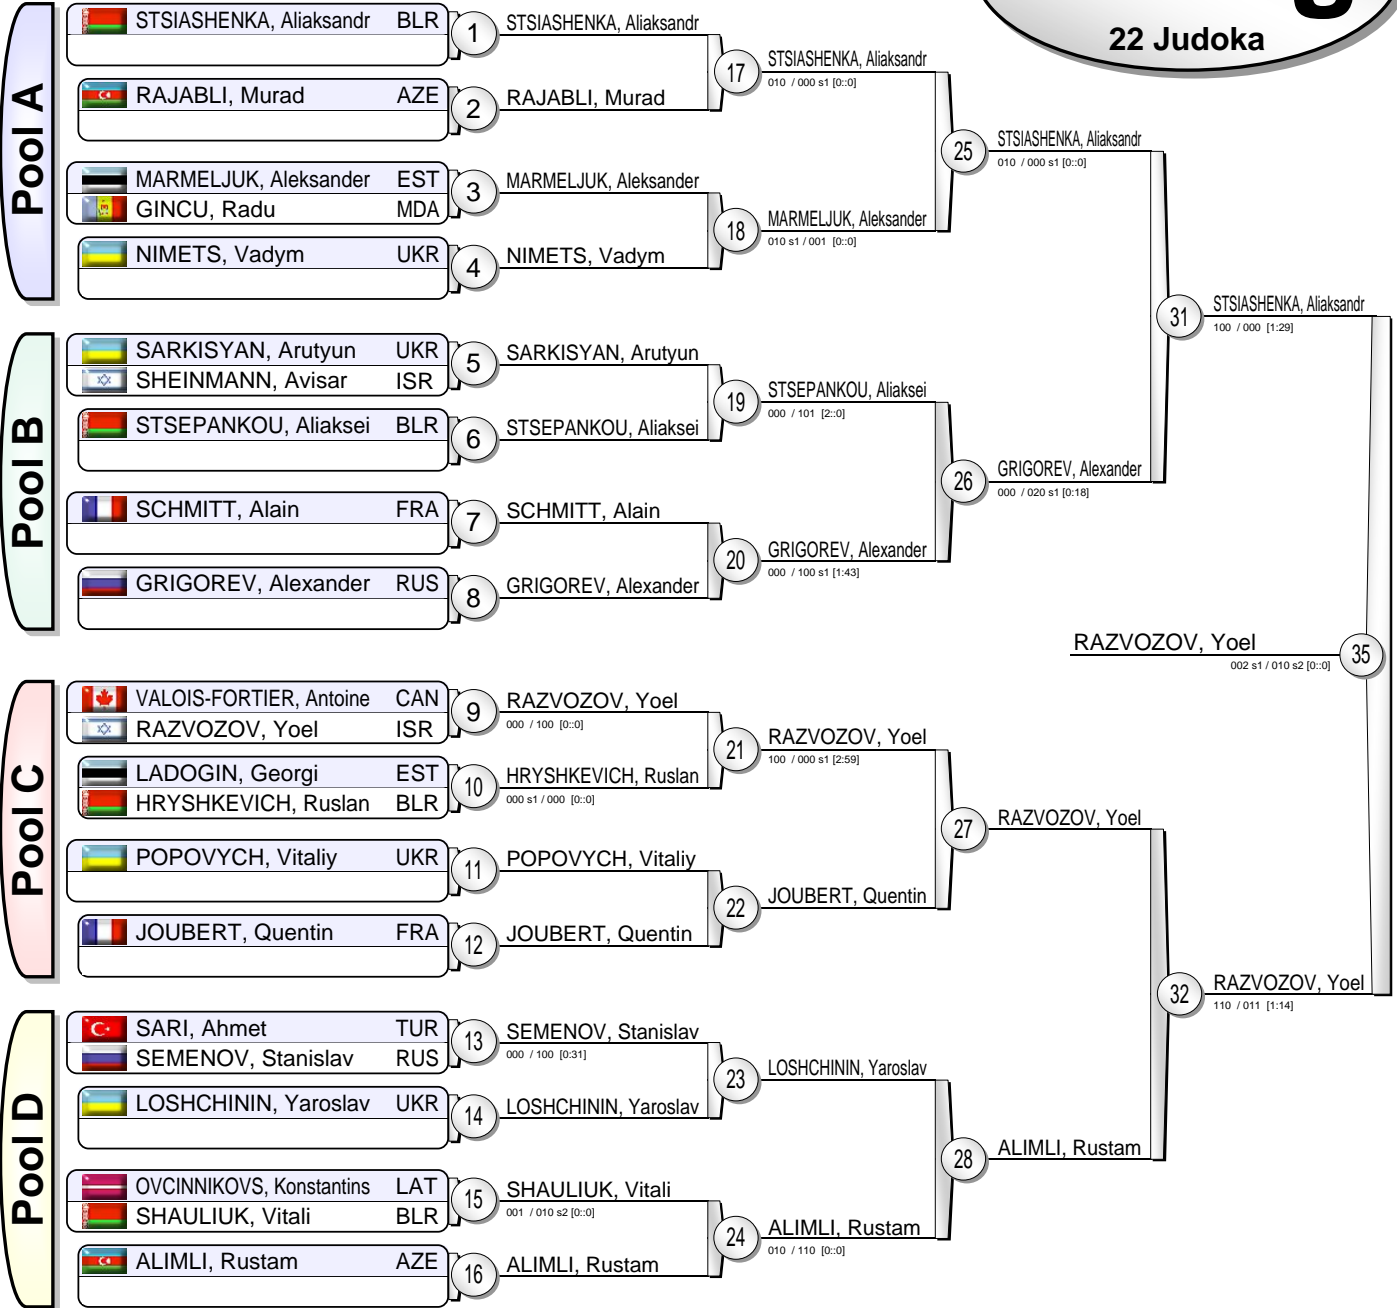 22 Judoka
Pool A
STSIASHENKA, Aliaksandr BLR
1
STSIASHENKA, Aliaksandr
RAJABLI, Murad AZE
2
RAJABLI, Murad
17
STSIASHENKA, Aliaksandr
010 / 000 s1 [0::0]
MARMELJUK, Aleksander EST
GINCU, Radu MDA
3
MARMELJUK, Aleksander
NIMETS, Vadym UKR
4
NIMETS, Vadym
18
MARMELJUK, Aleksander
010 s1 / 001 [0::0]
25
STSIASHENKA, Aliaksandr
010 / 000 s1 [0::0]
Pool B
SARKISYAN, Arutyun UKR
SHEINMANN, Avisar ISR
5
SARKISYAN, Arutyun
STSEPANKOU, Aliaksei BLR
6
STSEPANKOU, Aliaksei
19
STSEPANKOU, Aliaksei
000 / 101 [2::0]
SCHMITT, Alain FRA
7
SCHMITT, Alain
GRIGOREV, Alexander RUS
8
GRIGOREV, Alexander
20
GRIGOREV, Alexander
000 / 100 s1 [1:43]
26
GRIGOREV, Alexander
000 / 020 s1 [0:18]
31
STSIASHENKA, Aliaksandr
100 / 000 [1:29]
RAZVOZOV, Yoel
35
002 s1 / 010 s2 [0::0]
Pool C
VALOIS-FORTIER, Antoine CAN
RAZVOZOV, Yoel ISR
9
RAZVOZOV, Yoel
000 / 100 [0::0]
LADOGIN, Georgi EST
HRYSHKEVICH, Ruslan BLR
10
HRYSHKEVICH, Ruslan
000 s1 / 000 [0::0]
21
RAZVOZOV, Yoel
100 / 000 s1 [2:59]
POPOVYCH, Vitaliy UKR
11
POPOVYCH, Vitaliy
JOUBERT, Quentin FRA
12
JOUBERT, Quentin
22
JOUBERT, Quentin
27
RAZVOZOV, Yoel
Pool D
SARI, Ahmet TUR
SEMENOV, Stanislav RUS
13
SEMENOV, Stanislav
000 / 100 [0:31]
LOSHCHININ, Yaroslav UKR
14
LOSHCHININ, Yaroslav
23
LOSHCHININ, Yaroslav
OVCINNIKOVS, Konstantins LAT
SHAULIUK, Vitali BLR
15
SHAULIUK, Vitali
001 / 010 s2 [0::0]
ALIMLI, Rustam AZE
16
ALIMLI, Rustam
24
ALIMLI, Rustam
010 / 110 [0::0]
28
ALIMLI, Rustam
32
RAZVOZOV, Yoel
110 / 011 [1:14]